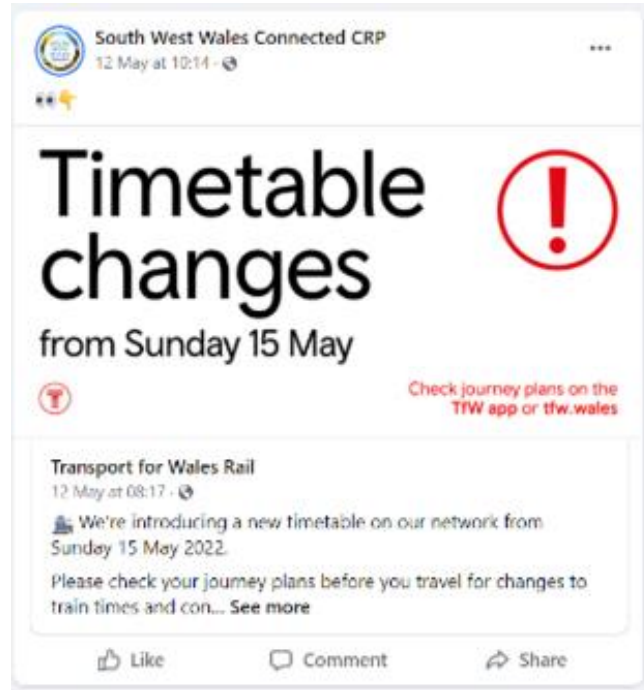 South West Wales Connected CRP
12 May at 10:14 ·
👀👇
Timetable
changes
from Sunday 15 May
!
Check journey plans on the
TfW app or tfw.wales
Transport for Wales Rail
12 May at 08:17 ·
🚂 We're introducing a new timetable on our network from
Sunday 15 May 2022.
Please check your journey plans before you travel for changes to
train times and con... See more
Like Comment Share